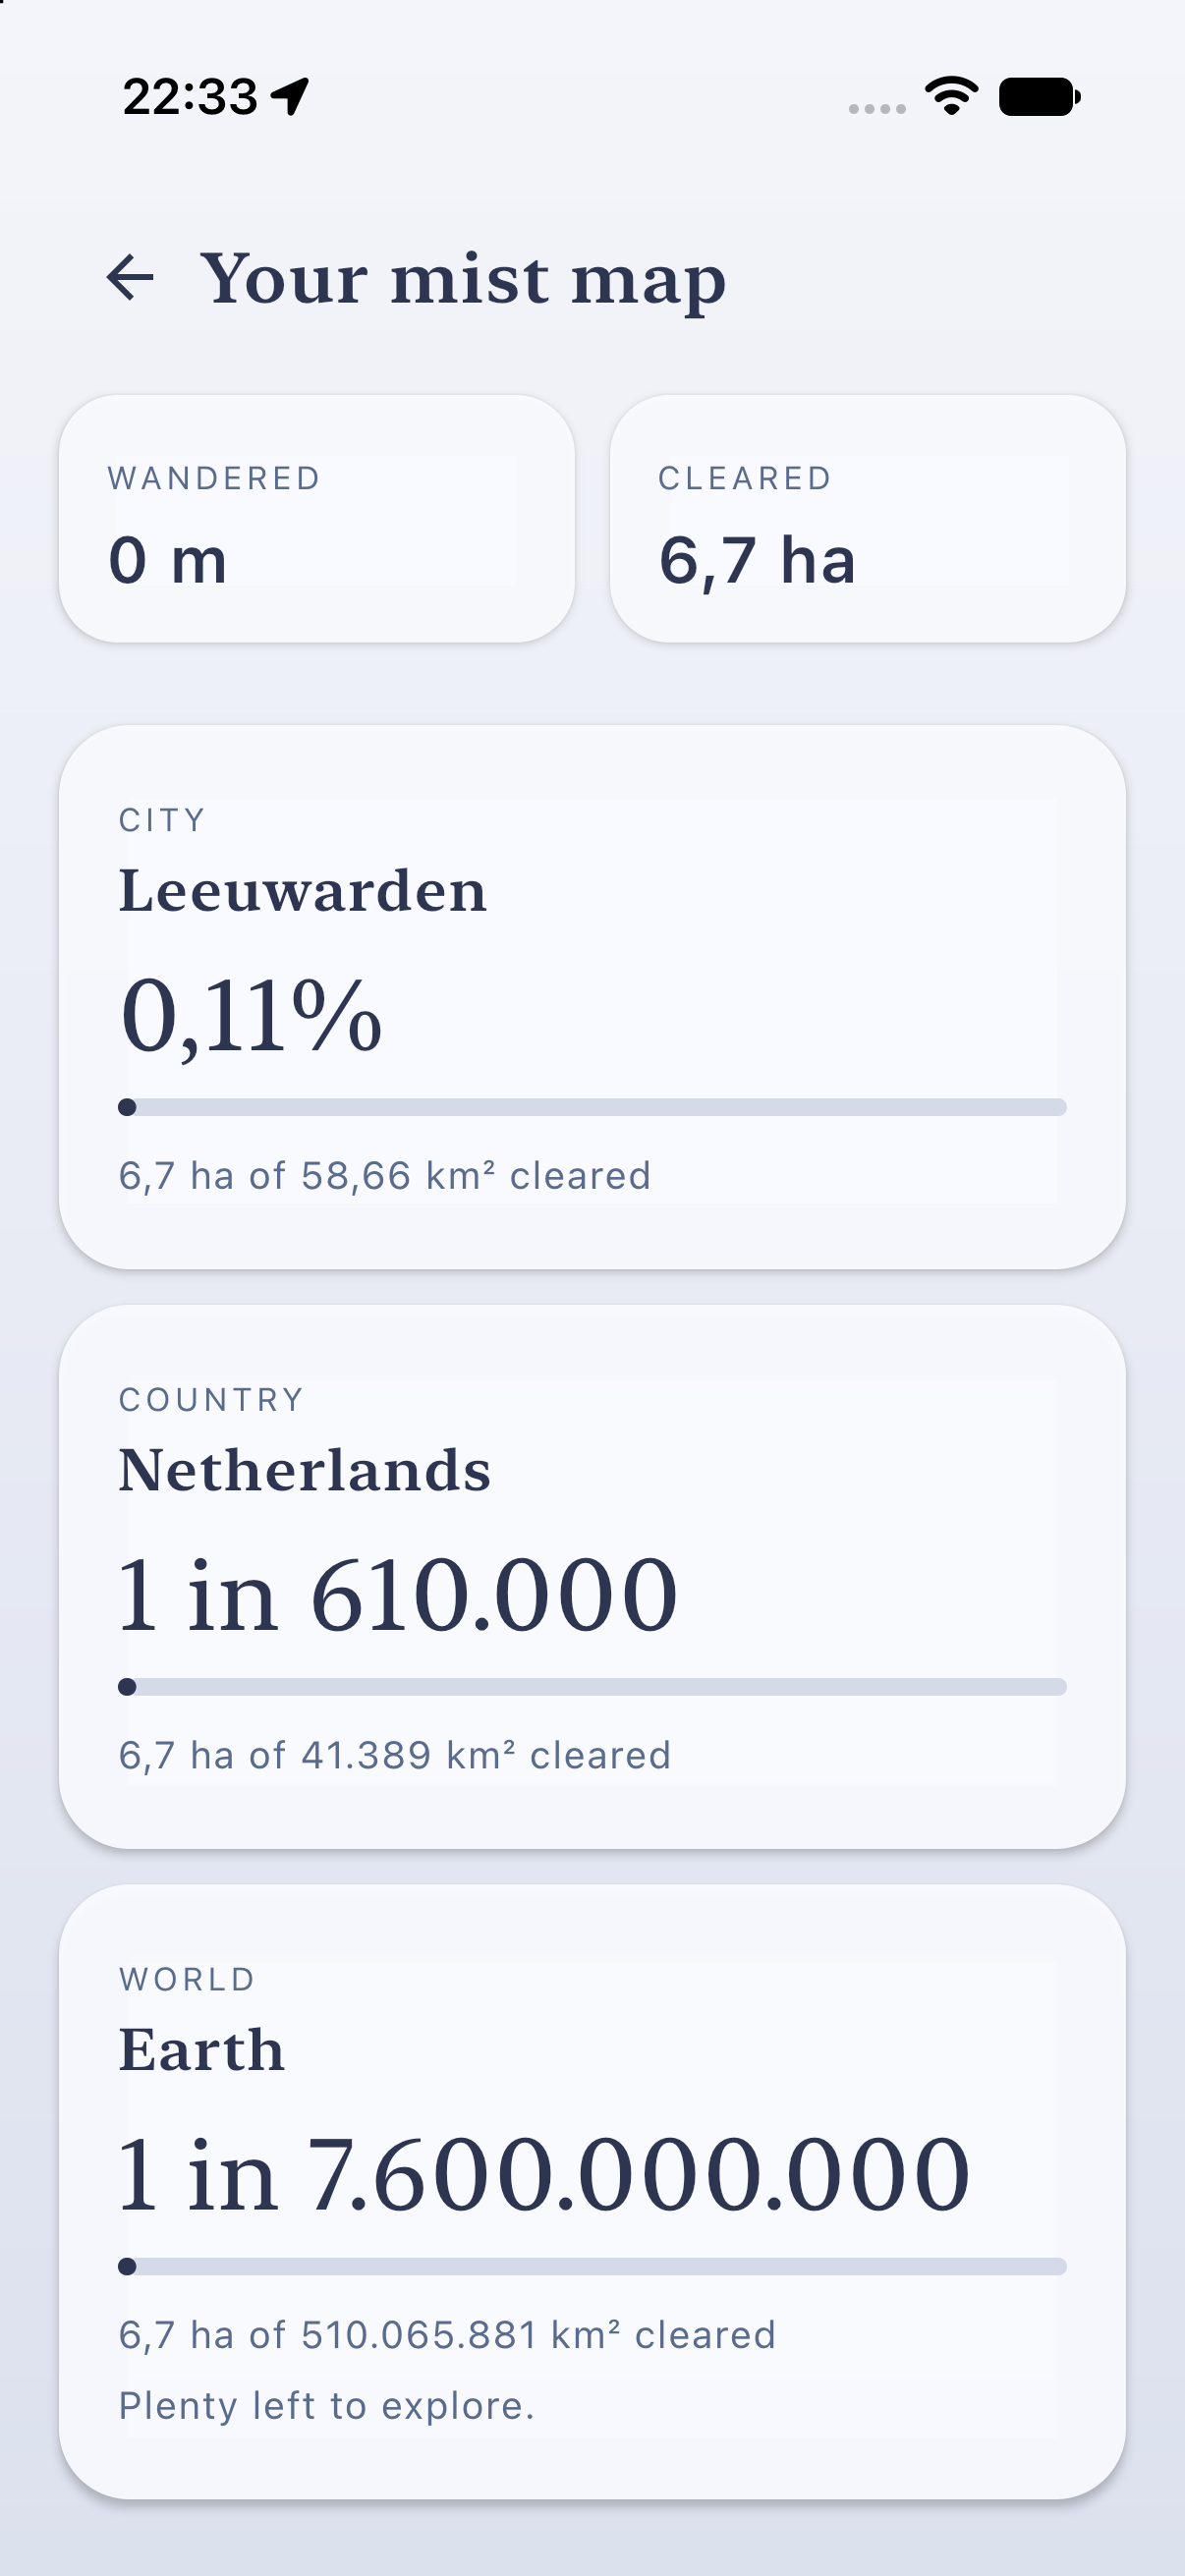 22:33
Your mist map
WANDERED
0 m
CLEARED
6,7 ha
CITY
Leeuwarden
0,11%
6,7 ha of 58,66 km² cleared
COUNTRY
Netherlands
1 in 610.000
6,7 ha of 41.389 km² cleared
WORLD
Earth
1 in 7.600.000.000
6,7 ha of 510.065.881 km² cleared
Plenty left to explore.